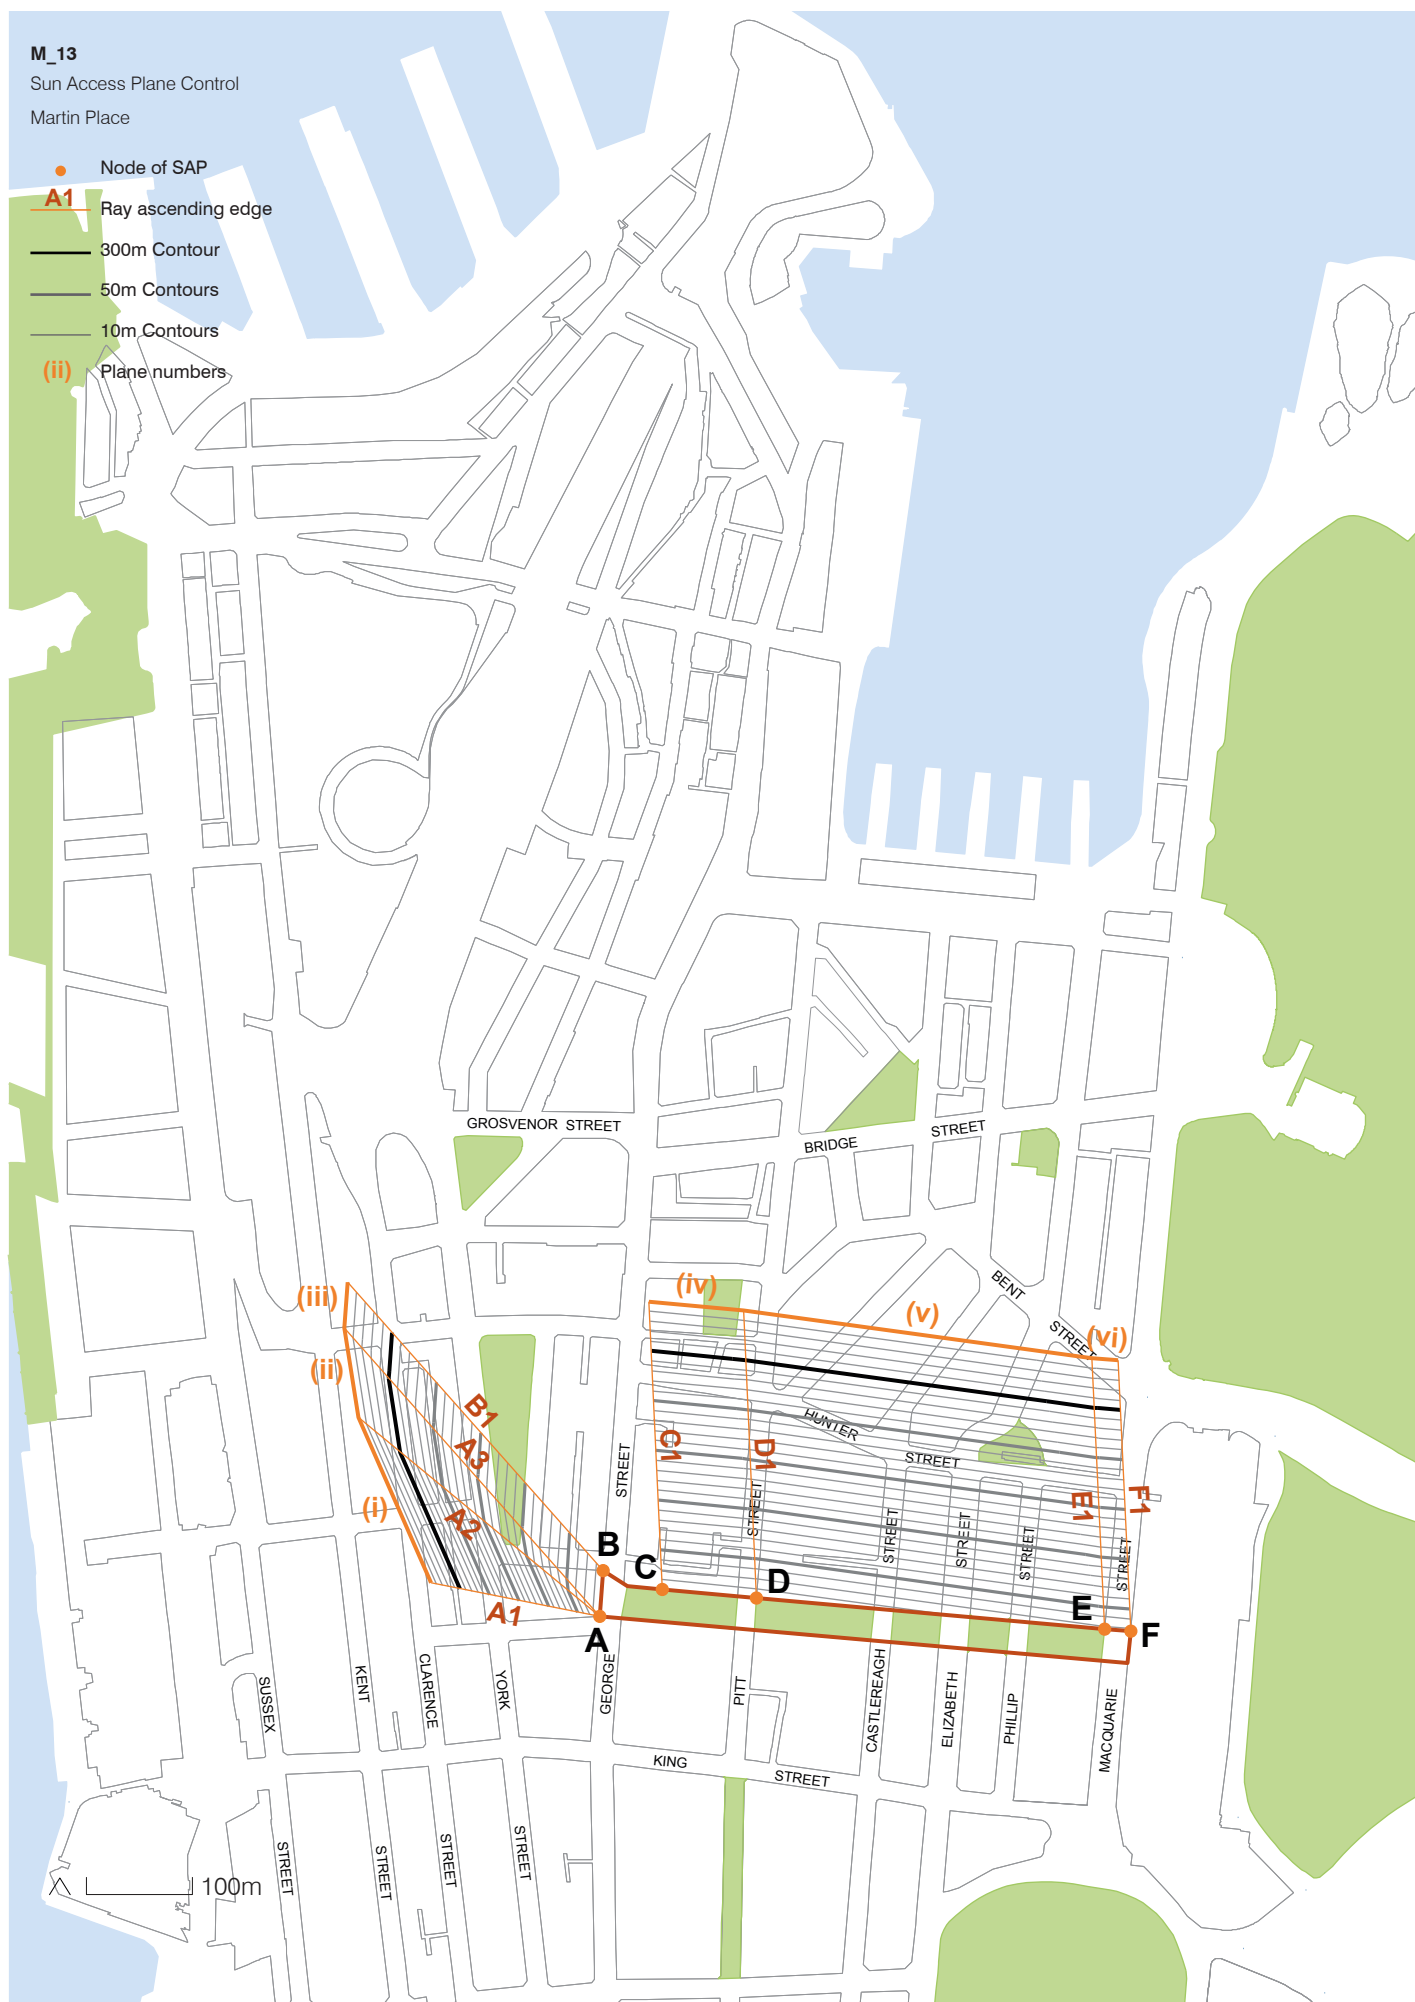 M_13
Sun Access Plane Control
Martin Place
Node of SAP
A1
Ray ascending edge
300m Contour
50m Contours
10m Contours
(ii)
Plane numbers
GROSVENOR STREET
BRIDGE
STREET
BENT
STREET
(iii)
(ii)
(i)
(iv)
(v)
(vi)
B1
A3
A2
A1
C1
D1
E1
F1
HUNTER
STREET
STREET
STREET
STREET
STREET
STREET
STREET
B
C
D
E
F
A
SUSSEX
KENT
CLARENCE
YORK
GEORGE
PITT
CASTLEREAGH
ELIZABETH
PHILLIP
MACQUARIE
KING
STREET
STREET
STREET
STREET
STREET
100m